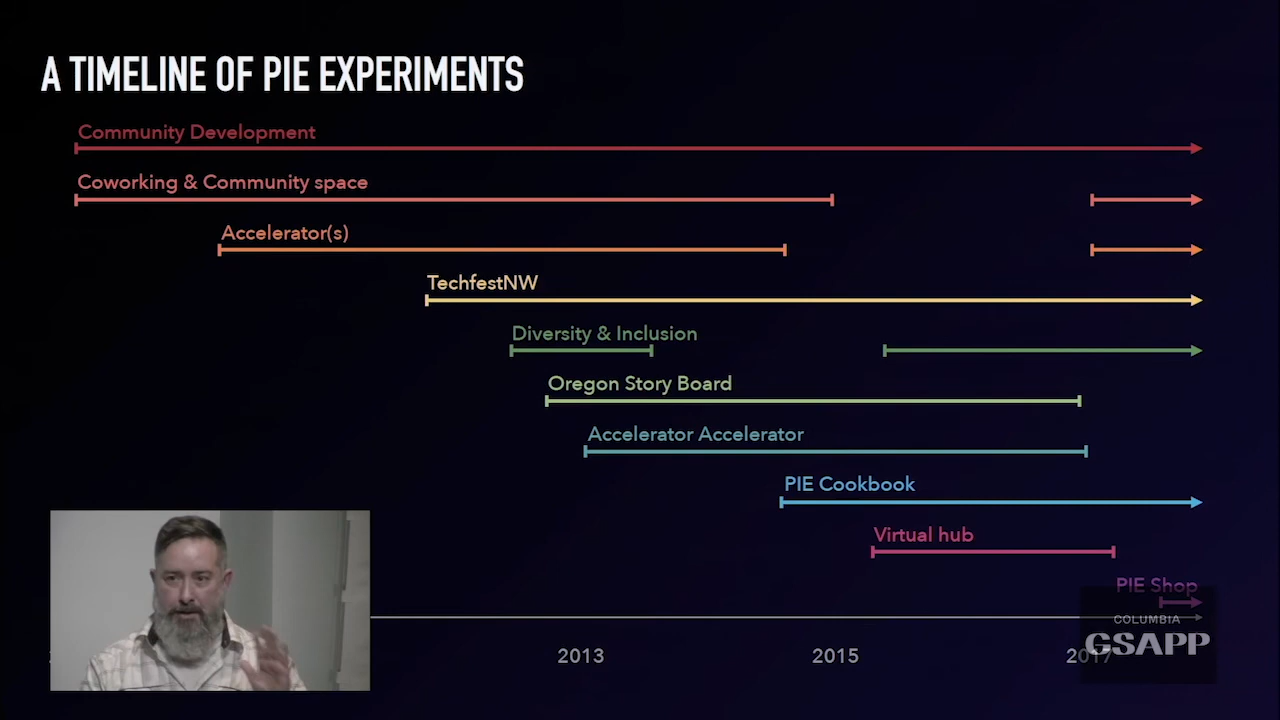 A TIMELINE OF PIE EXPERIMENTS
Community Development
Coworking & Community space
Accelerator(s)
TechfestNW
Diversity & Inclusion
Oregon Story Board
Accelerator Accelerator
PIE Cookbook
Virtual hub
PIE Shop
COLUMBIA
GSAPP
2013
2015
2017